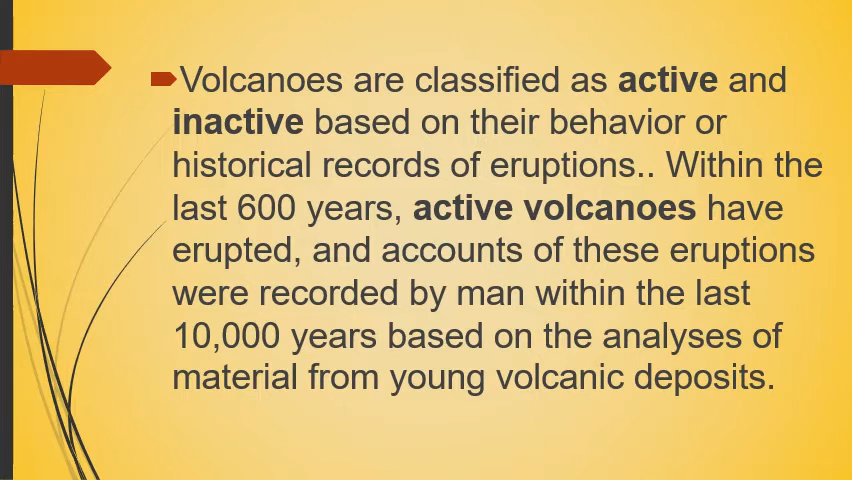 Volcanoes are classified as active and
inactive based on their behavior or
historical records of eruptions.. Within the
last 600 years, active volcanoes have
erupted, and accounts of these eruptions
were recorded by man within the last
10,000 years based on the analyses of
material from young volcanic deposits.